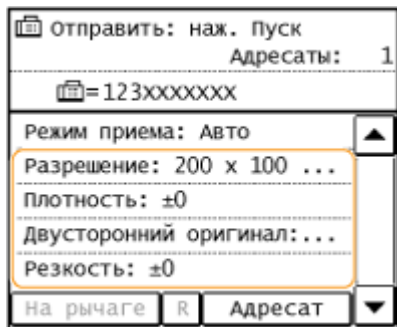 Отправить: наж. Пуск
Адресаты: 1
=123xxxxxxx
Режим приема: Авто
Разрешение: 200 x 100 ...
Плотность: ±0
Двусторонний оригинал:...
Резкость: ±0
На рычаге R Адресат